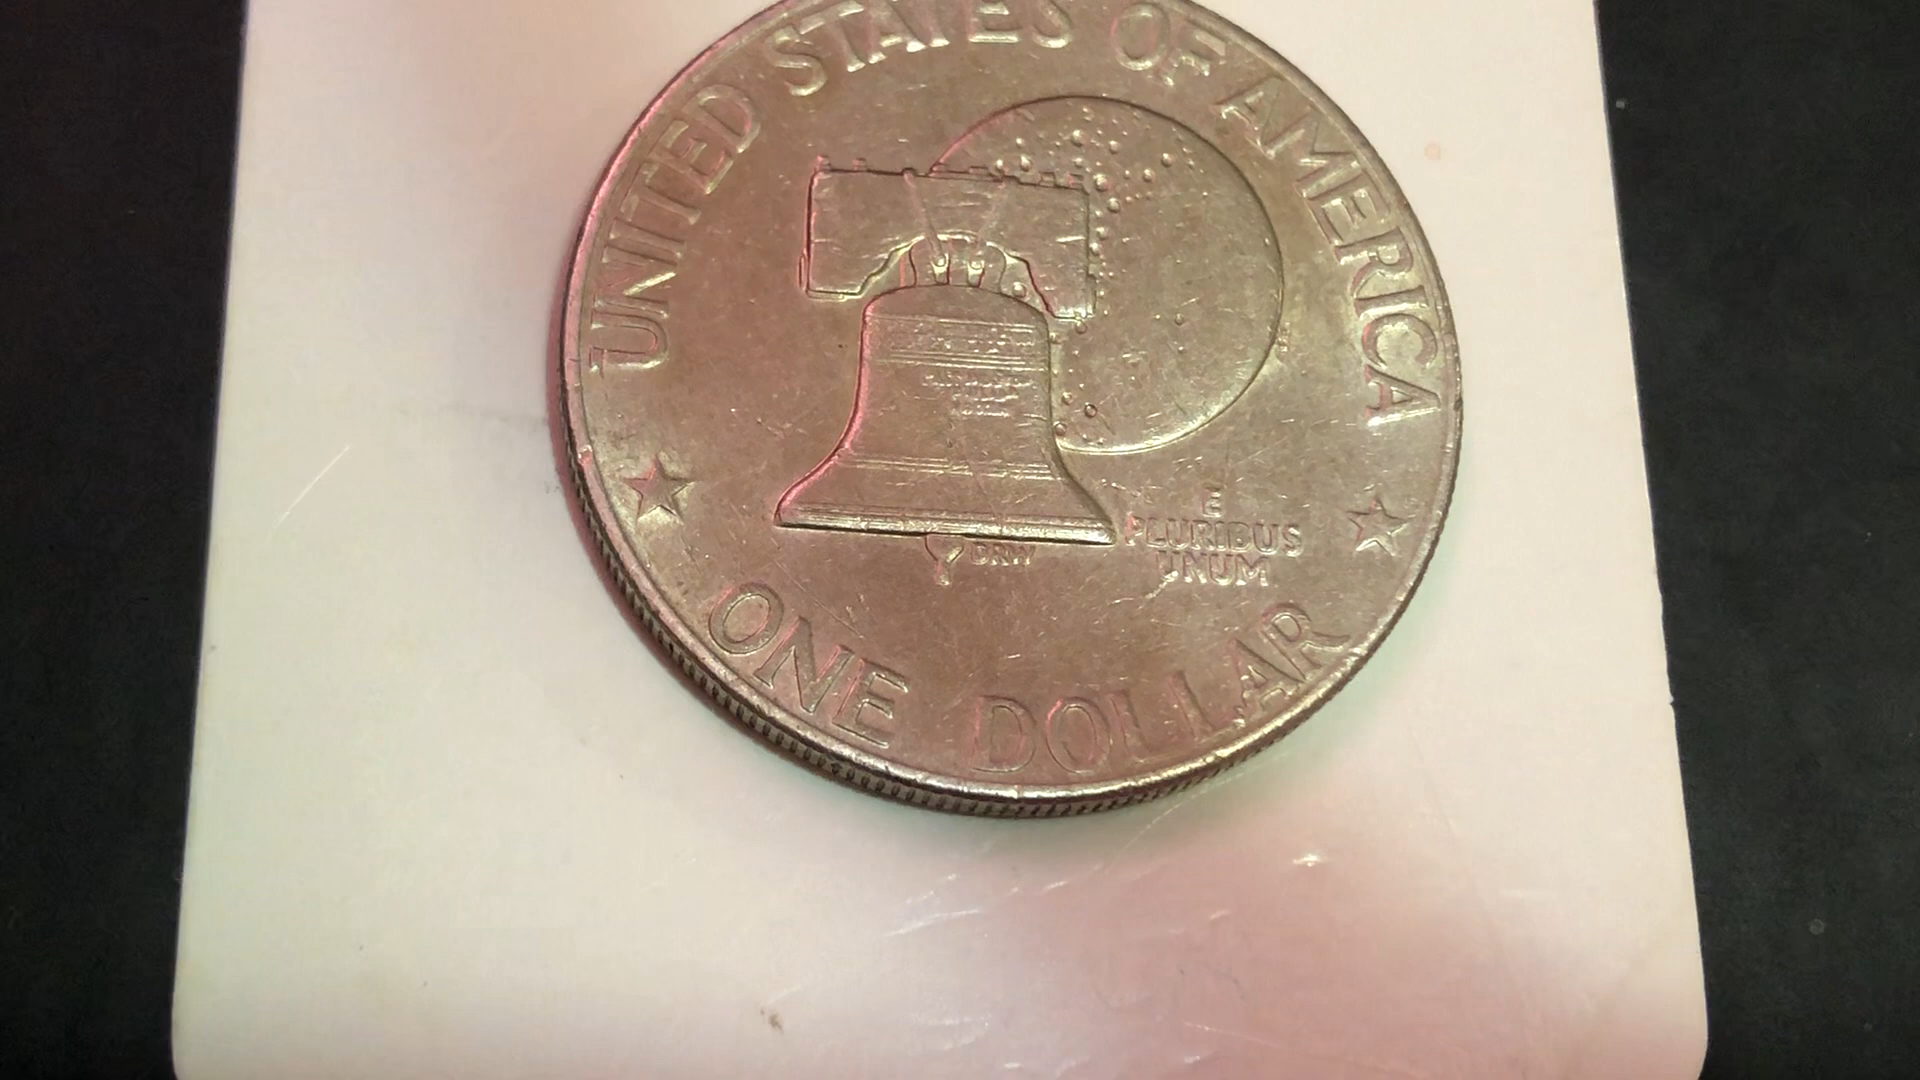 UNITED STATES OF AMERICA
E
PLURIBUS
UNUM
DRW
ONE DOLLAR